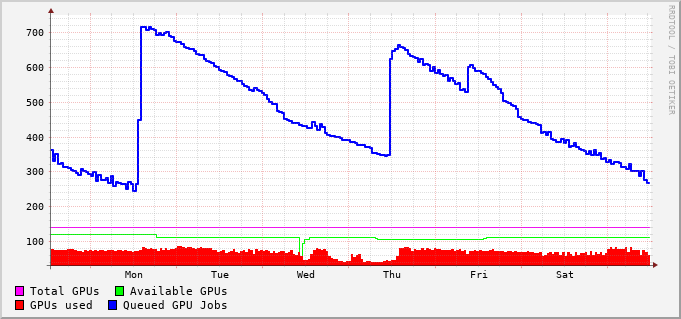 RRDTOOL / TOBI OETIKER
700
600
500
400
300
200
100
Mon Tue Wed Thu Fri Sat
Total GPUs Available GPUs
GPUs used Queued GPU Jobs